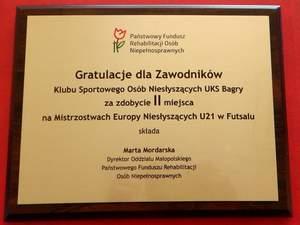 Państwowy Fundusz
Rehabilitacji Osób
Niepełnosprawnych
Gratulacje dla Zawodników
Klubu Sportowego Osób Niesłyszących UKS Bagry
za zdobycie II miejsca
na Mistrzostwach Europy Niesłyszących U21 w Futsalu
składa
Marta Mordarska
Dyrektor Oddziału Małopolskiego
Państwowego Funduszu Rehabilitacji
Osób Niepełnosprawnych